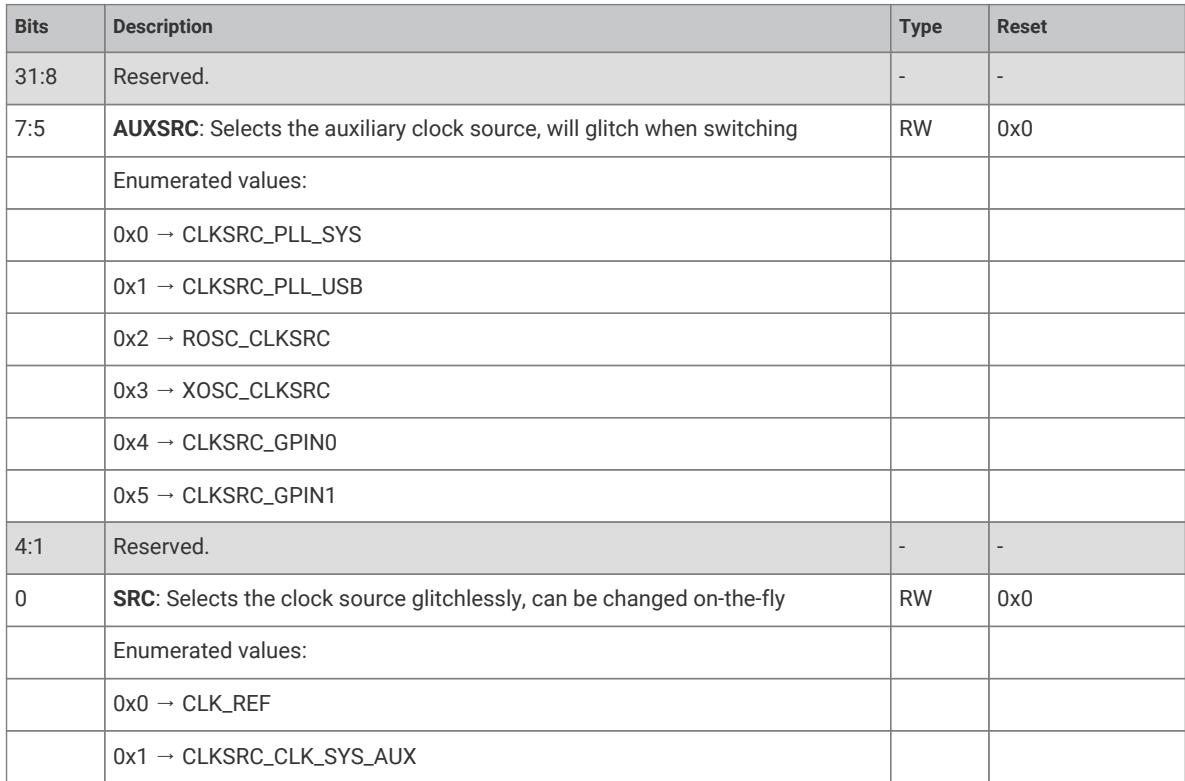 Bits Description Type Reset
31:8 Reserved. - -
7:5 AUXSRC: Selects the auxiliary clock source, will glitch when switching RW 0x0
Enumerated values:
0x0 → CLKSRC_PLL_SYS
0x1 → CLKSRC_PLL_USB
0x2 → ROSC_CLKSRC
0x3 → XOSC_CLKSRC
0x4 → CLKSRC_GPIN0
0x5 → CLKSRC_GPIN1
4:1 Reserved. - -
0 SRC: Selects the clock source glitchlessly, can be changed on-the-fly RW 0x0
Enumerated values:
0x0 → CLK_REF
0x1 → CLKSRC_CLK_SYS_AUX